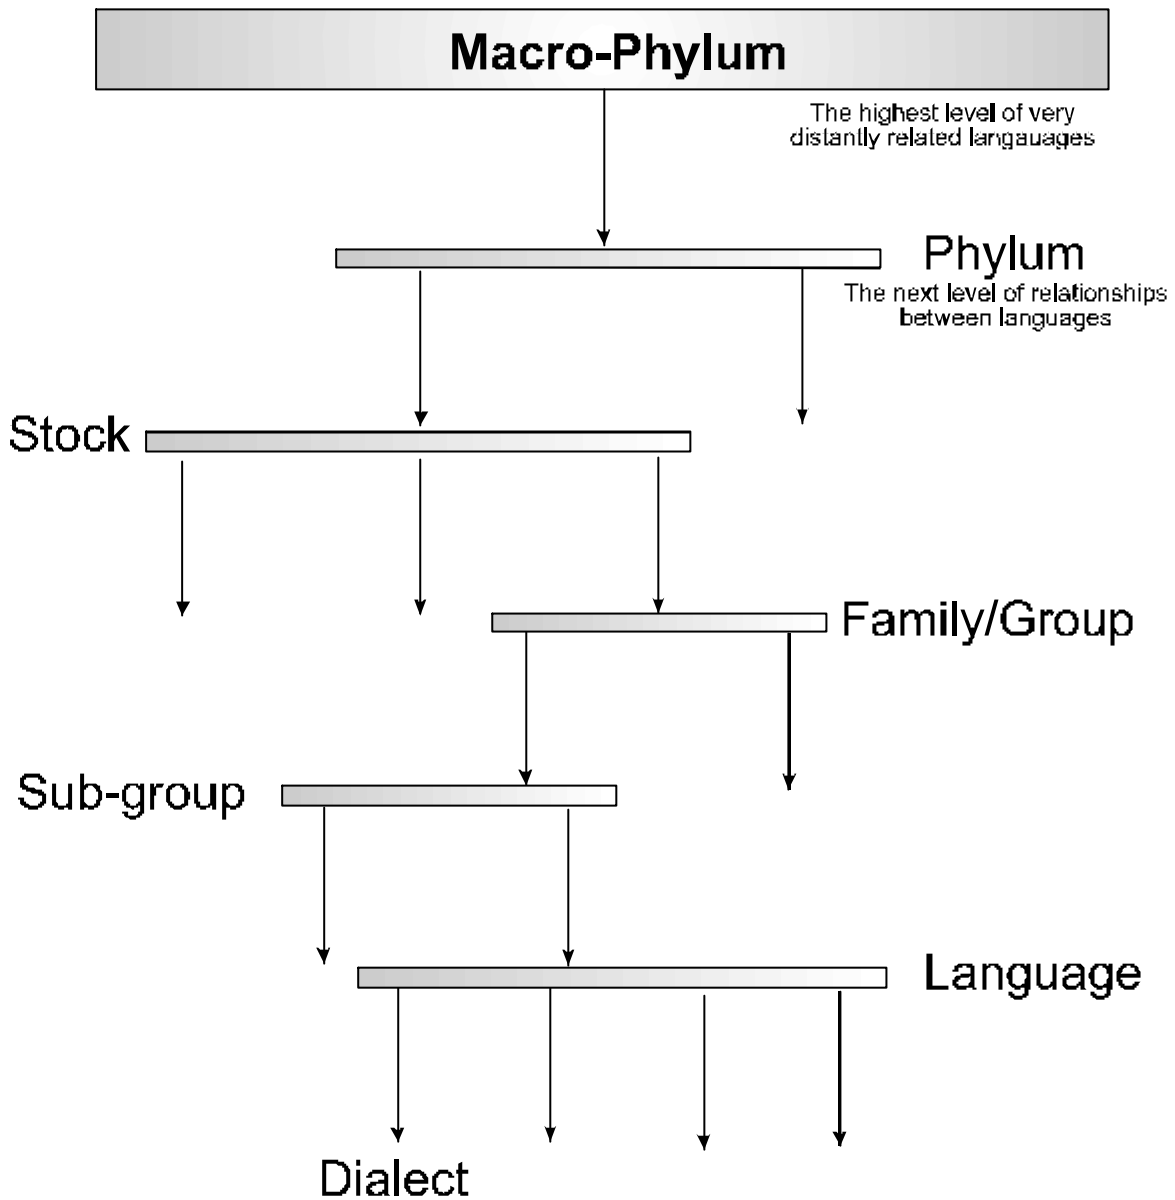 Macro-Phylum
The highest level of very
distantly related langauages
Phylum
The next level of relationships
between languages
Stock
Family/Group
Sub-group
Language
Dialect